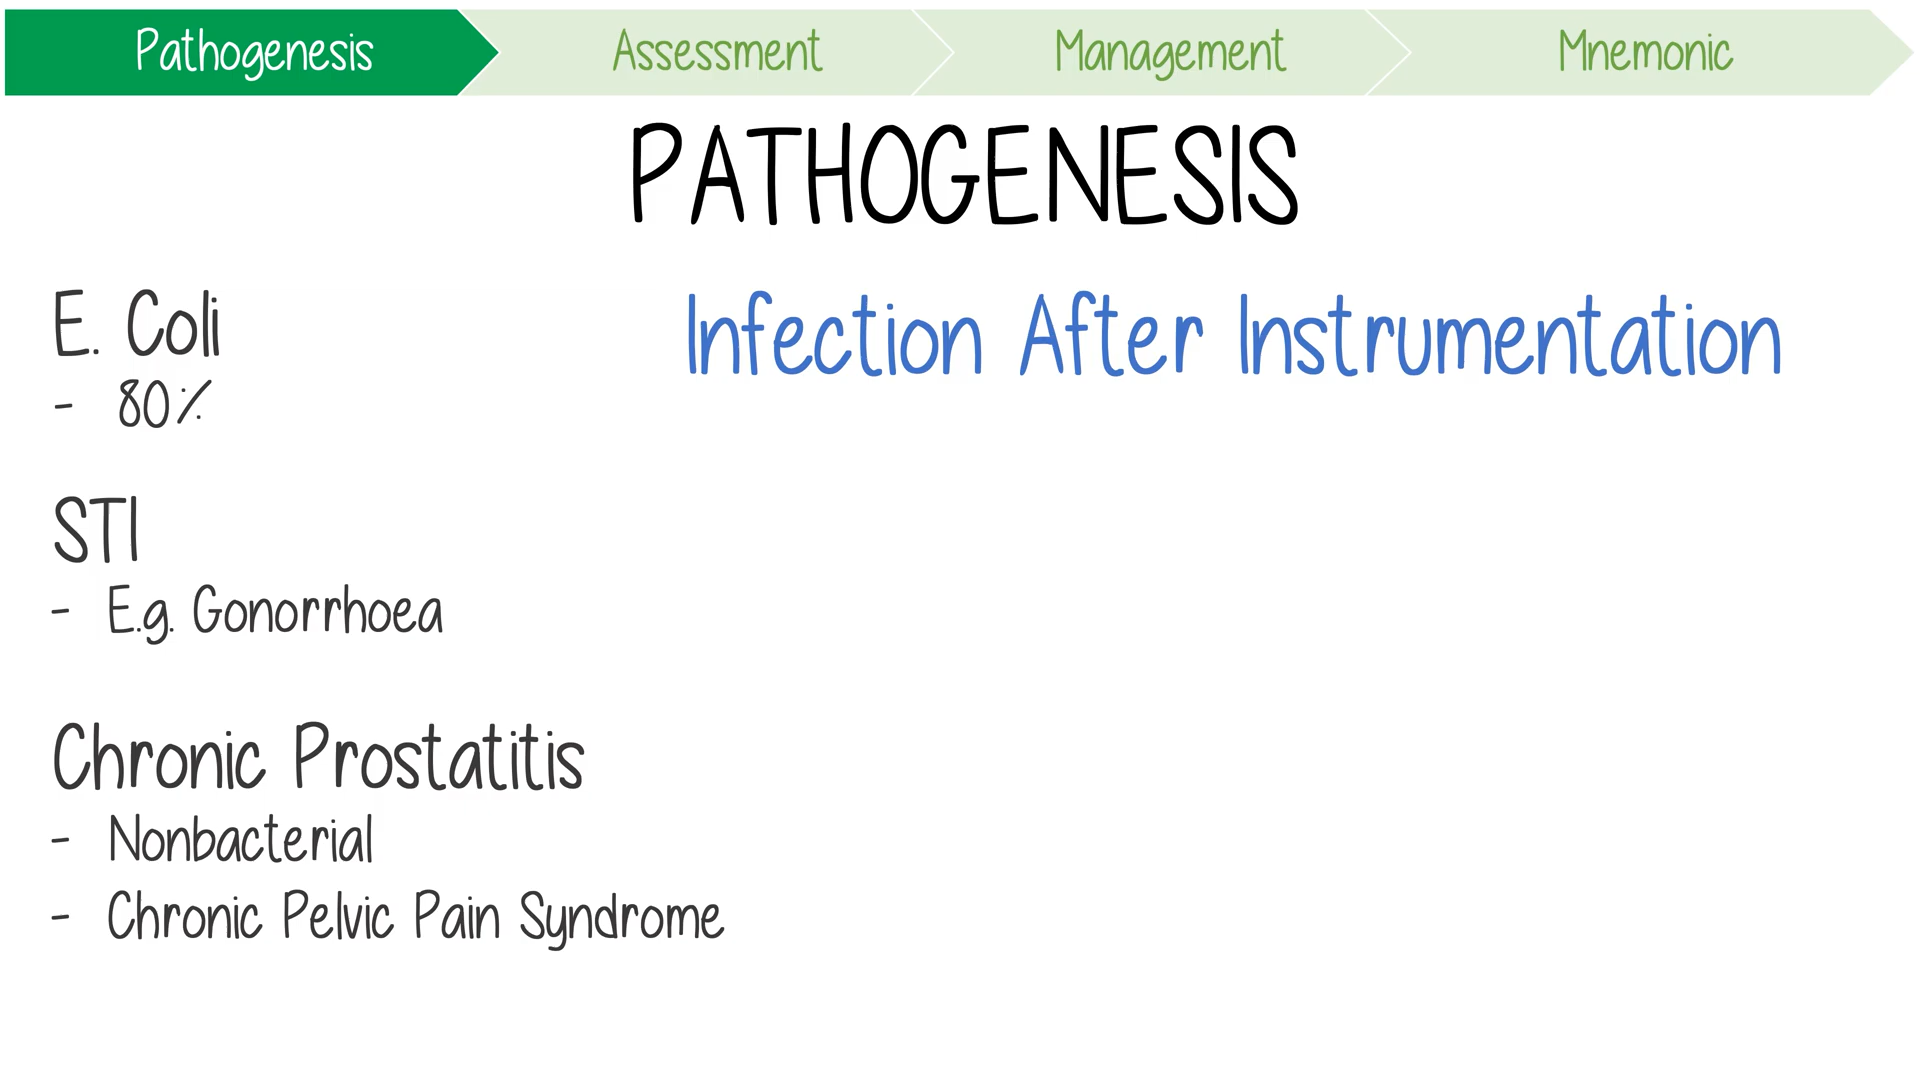 Pathogenesis
Assessment
Management
Mnemonic
PATHOGENESIS
E. Coli
- 80%
STI
- E.g. Gonorrhoea
Chronic Prostatitis
- Nonbacterial
- Chronic Pelvic Pain Syndrome
Infection After Instrumentation